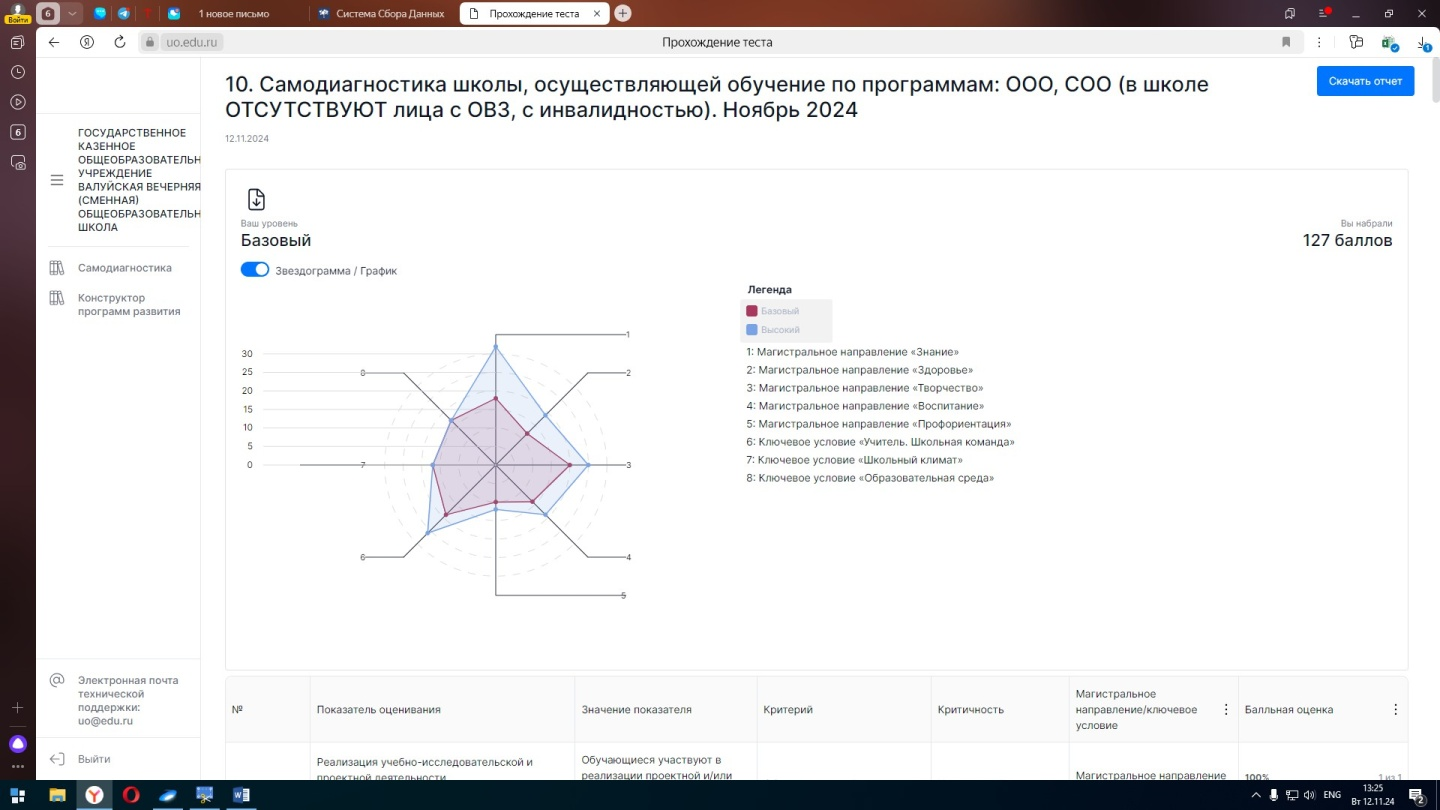 Войти
6
1 новое письмо
Система Сбора Данных
Прохождение теста
uo.edu.ru
Прохождение теста
1
6
10. Самодиагностика школы, осуществляющей обучение по программам: ООО, СОО (в школе
ОТСУТСТВУЮТ лица с ОВЗ, с инвалидностью). Ноябрь 2024
Скачать отчет
12.11.2024
ГОСУДАРСТВЕННОЕ
КАЗЕННОЕ
ОБЩЕОБРАЗОВАТЕЛЬН
УЧРЕЖДЕНИЕ
ВАЛУЙСКАЯ ВЕЧЕРНЯЯ
(СМЕННАЯ)
ОБЩЕОБРАЗОВАТЕЛЬН
ШКОЛА
Самодиагностика
Конструктор
программ развития
Ваш уровень
Базовый
Вы набрали
127 баллов
Звездограмма / График
30
25
20
15
10
5
0
1
2
3
4
5
6
7
8
Легенда
Базовый
Высокий
1: Магистральное направление «Знание»
2: Магистральное направление «Здоровье»
3: Магистральное направление «Творчество»
4: Магистральное направление «Воспитание»
5: Магистральное направление «Профориентация»
6: Ключевое условие «Учитель. Школьная команда»
7: Ключевое условие «Школьный климат»
8: Ключевое условие «Образовательная среда»
Электронная почта
технической
поддержки:
uo@edu.ru
Выйти
№
Показатель оценивания
Значение показателя
Критерий
Критичность
Магистральное
направление/ключевое
условие
Балльная оценка
Реализация учебно-исследовательской и
проектной деятельности
Обучающиеся участвуют в
реализации проектной и/или
Магистральное направление
100%
1 из 1
ENG
13:25
Вт 12.11.24
2